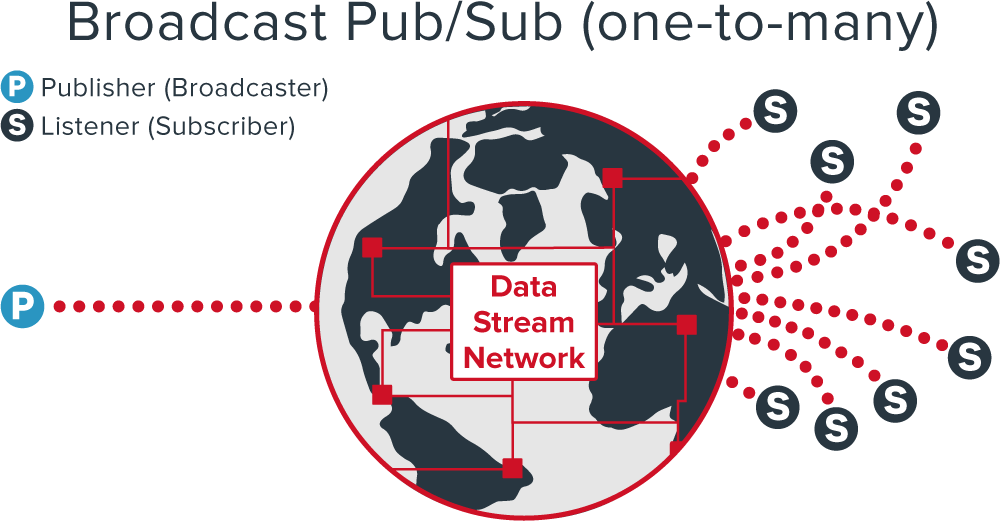 Broadcast Pub/Sub (one-to-many)
P Publisher (Broadcaster)
S Listener (Subscriber)
P
Data
Stream
Network
S
S
S
S
S
S
S
S